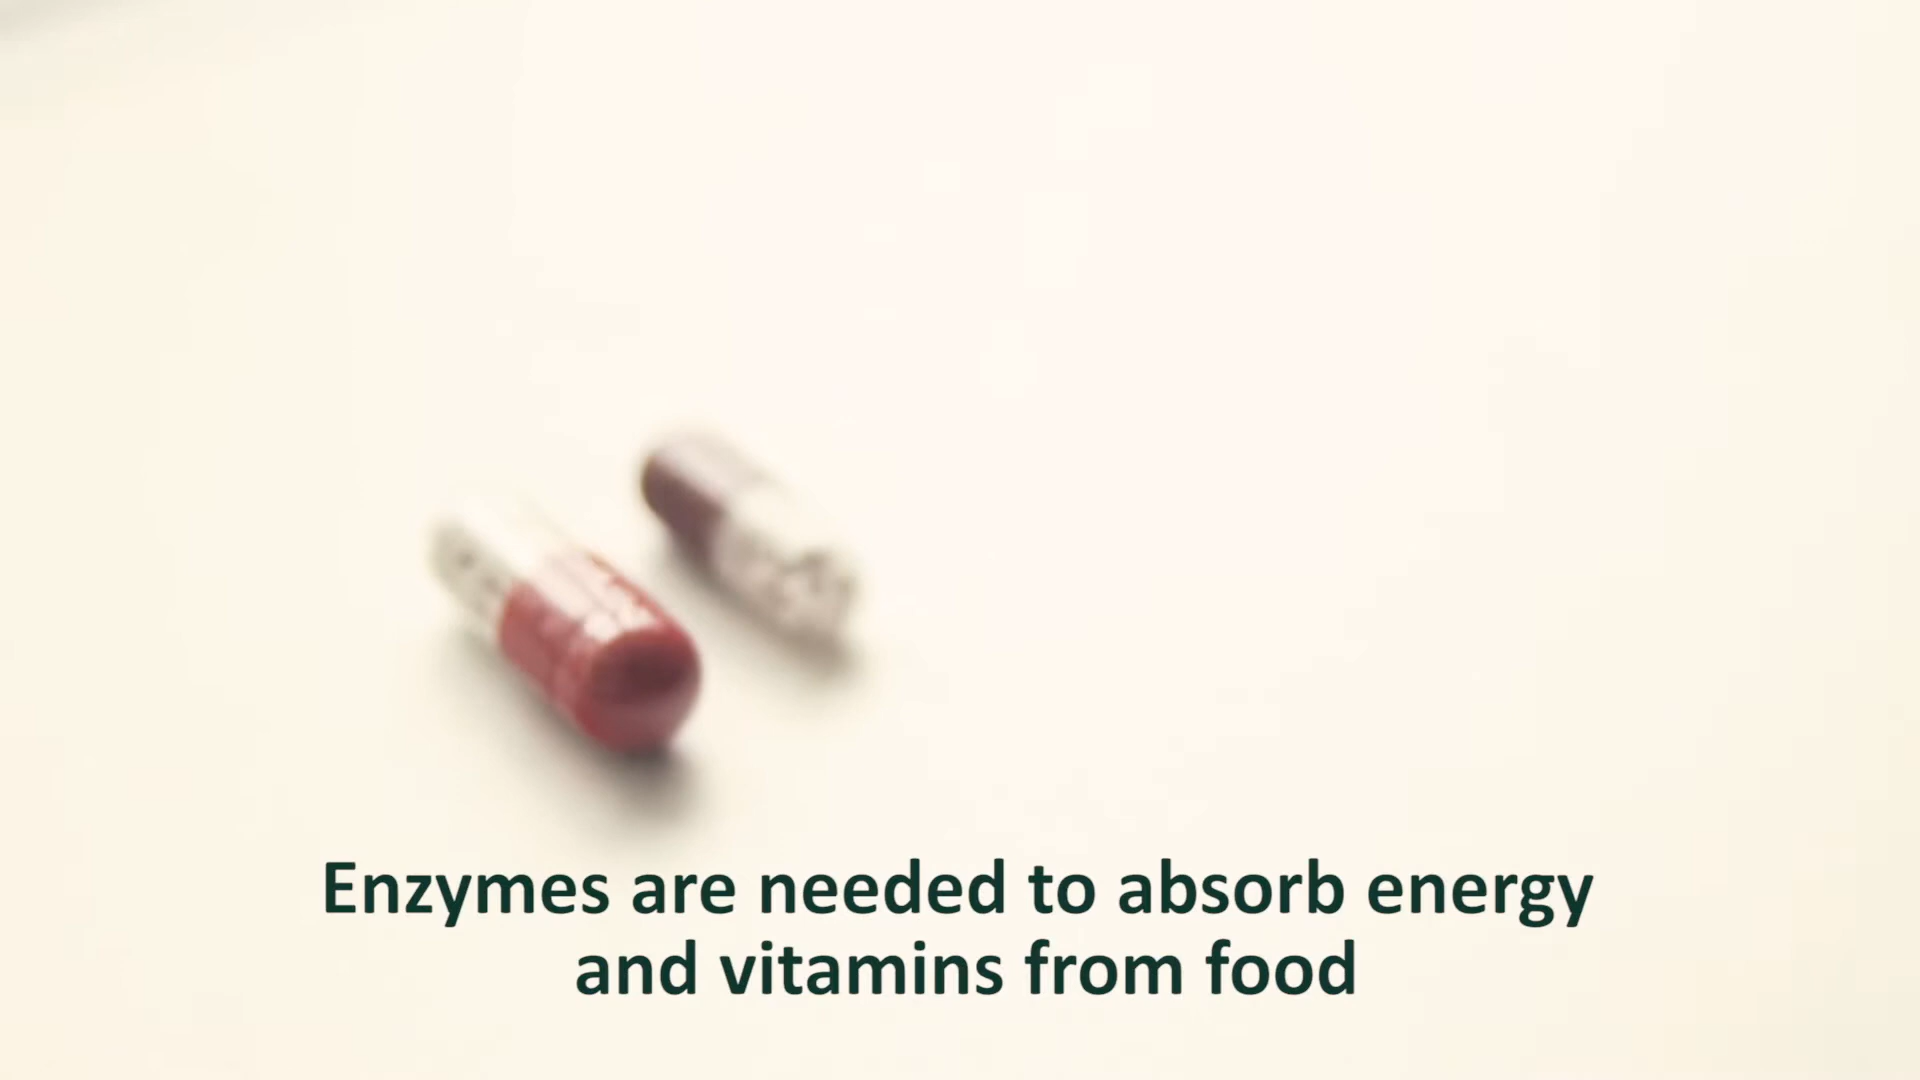 Enzymes are needed to absorb energy
and vitamins from food